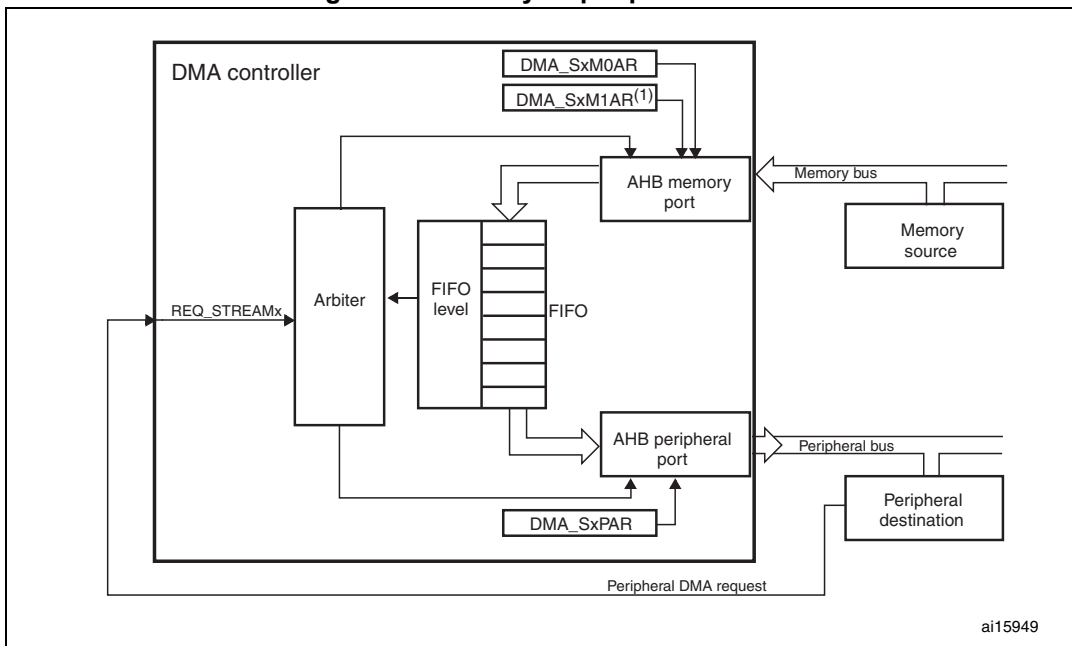 DMA controller
DMA_SxM0AR
DMA_SxM1AR(1)
AHB memory
port
Memory bus
Memory
source
REQ_STREAMx
Arbiter
FIFO
level
FIFO
AHB peripheral
port
Peripheral bus
Peripheral
destination
DMA_SxPAR
Peripheral DMA request
ai15949